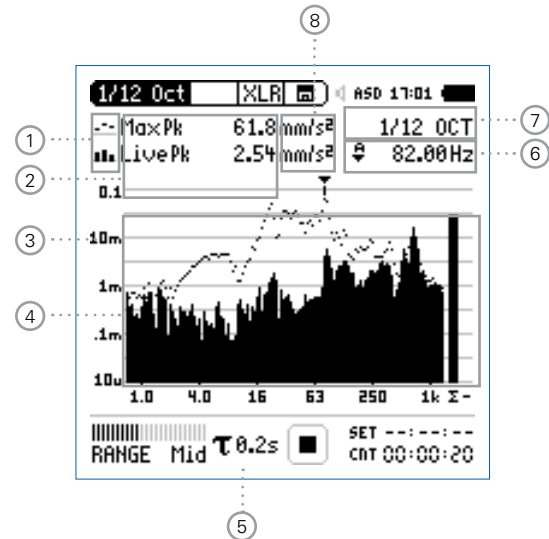 8
1/12 Oct XLR ASD 17:01
1 MaxPk 61.8 mm/s² 1/12 OCT 7
2 LivePk 2.54 mm/s² 82.00Hz 6
0.1
3 10m
1m
4 .1m
10u
1.0 4.0 16 63 250 1k Σ-
RANGE Mid τ0.2s SET --:--:--
CNT 00:00:20
5